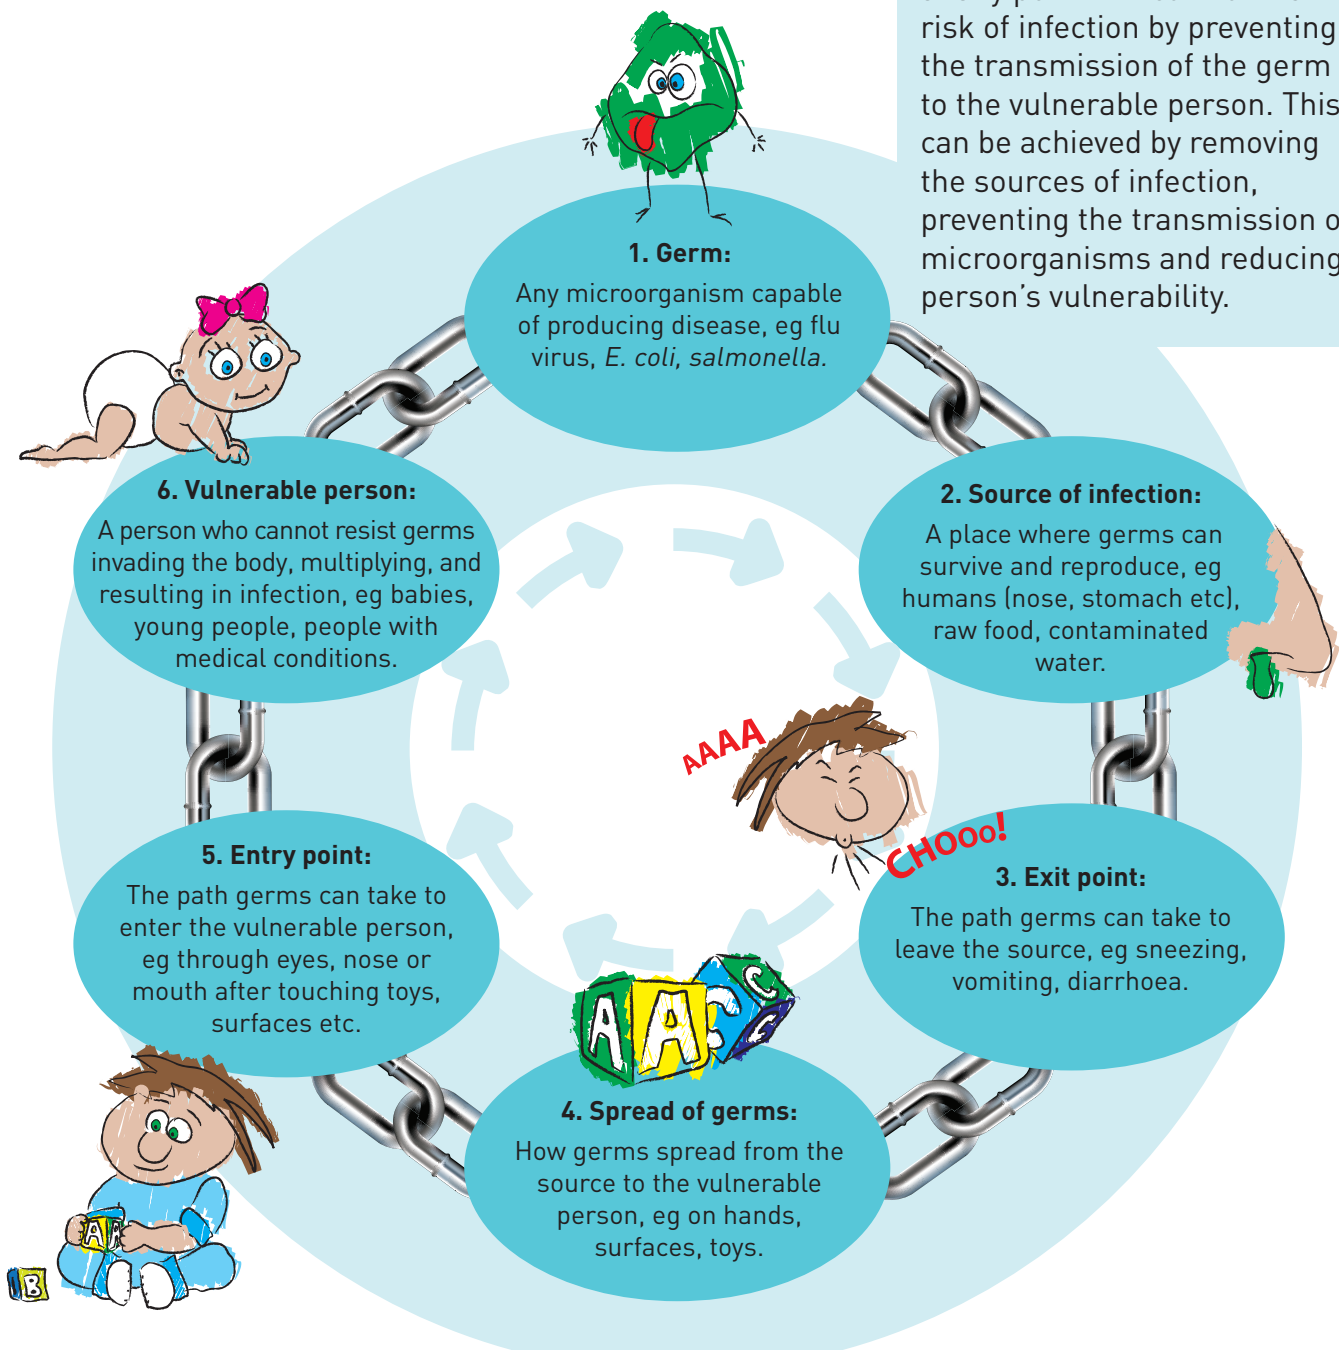 risk of infection by preventing
the transmission of the germ
to the vulnerable person. This
can be achieved by removing
the sources of infection,
preventing the transmission o
microorganisms and reducing
person’s vulnerability.
1. Germ:
Any microorganism capable
of producing disease, eg flu
virus, E. coli, salmonella.
2. Source of infection:
A place where germs can
survive and reproduce, eg
humans (nose, stomach etc),
raw food, contaminated
water.
AAAA
CHOOo!
3. Exit point:
The path germs can take to
leave the source, eg sneezing,
vomiting, diarrhoea.
A A C C C
4. Spread of germs:
How germs spread from the
source to the vulnerable
person, eg on hands,
surfaces, toys.
5. Entry point:
The path germs can take to
enter the vulnerable person,
eg through eyes, nose or
mouth after touching toys,
surfaces etc.
A A
B
6. Vulnerable person:
A person who cannot resist germs
invading the body, multiplying, and
resulting in infection, eg babies,
young people, people with
medical conditions.